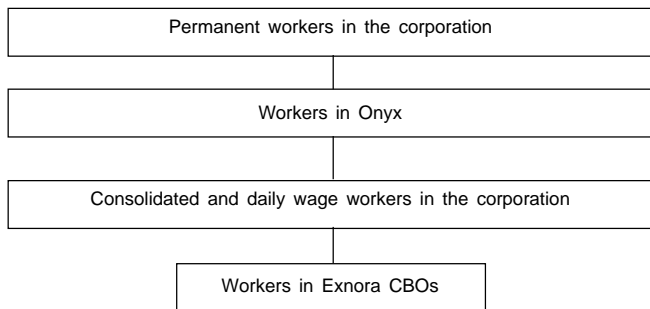 Permanent workers in the corporation
Workers in Onyx
Consolidated and daily wage workers in the corporation
Workers in Exnora CBOs